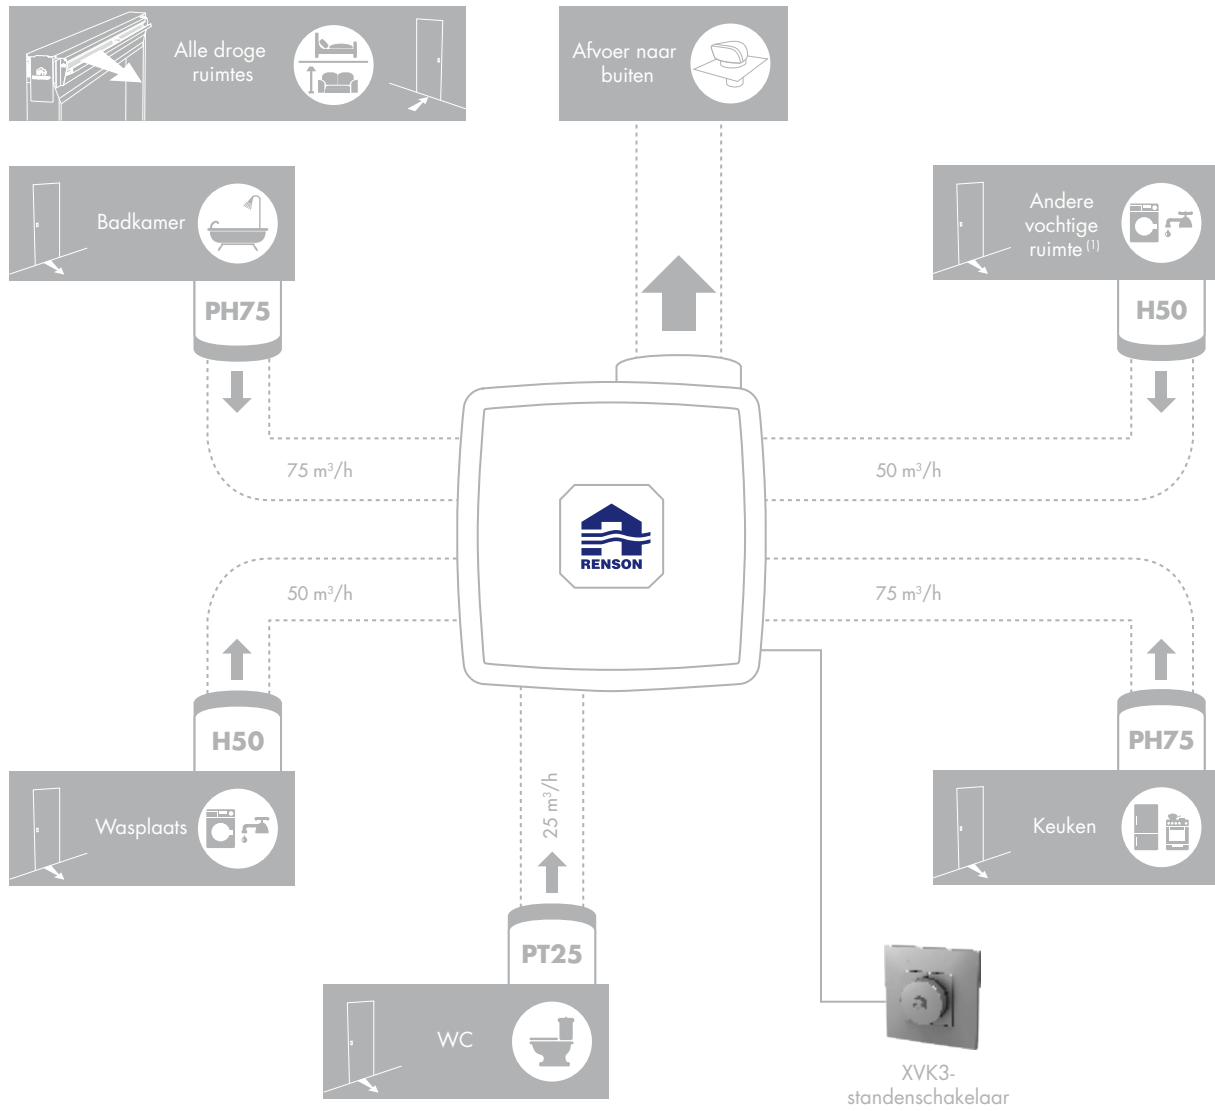 Alle droge
ruimtes
Afvoer naar
buiten
Badkamer
PH75
Andere
vochtige
ruimte (1)
H50
75 m³/h
50 m³/h
RENSON
50 m³/h
75 m³/h
H50
Wasplaats
PH75
Keuken
25 m³/h
PT25
WC
XVK3-
standenschakelaar